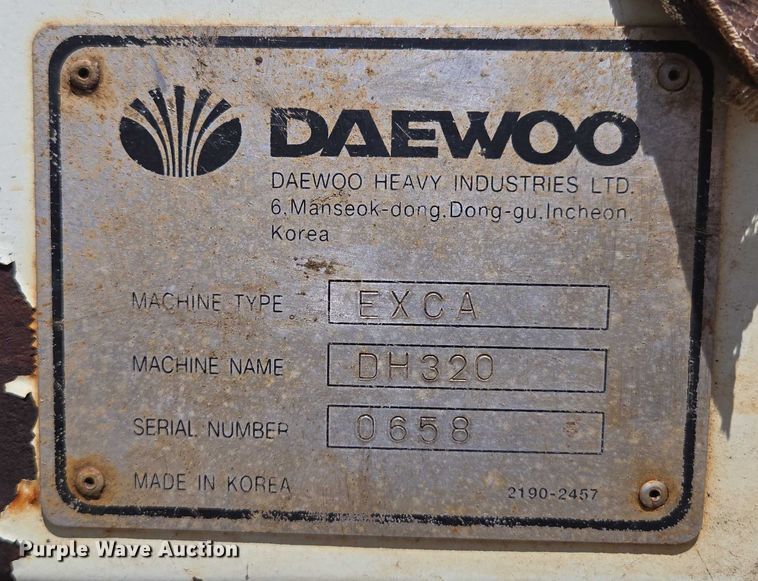 DAEWOO
DAEWOO HEAVY INDUSTRIES LTD.
6.Manseok-dong.Dong-gu.Incheon.
Korea
MACHINE TYPE EXCA
MACHINE NAME DH320
SERIAL NUMBER 0658
MADE IN KOREA 2190-2457
Purple Wave Auction